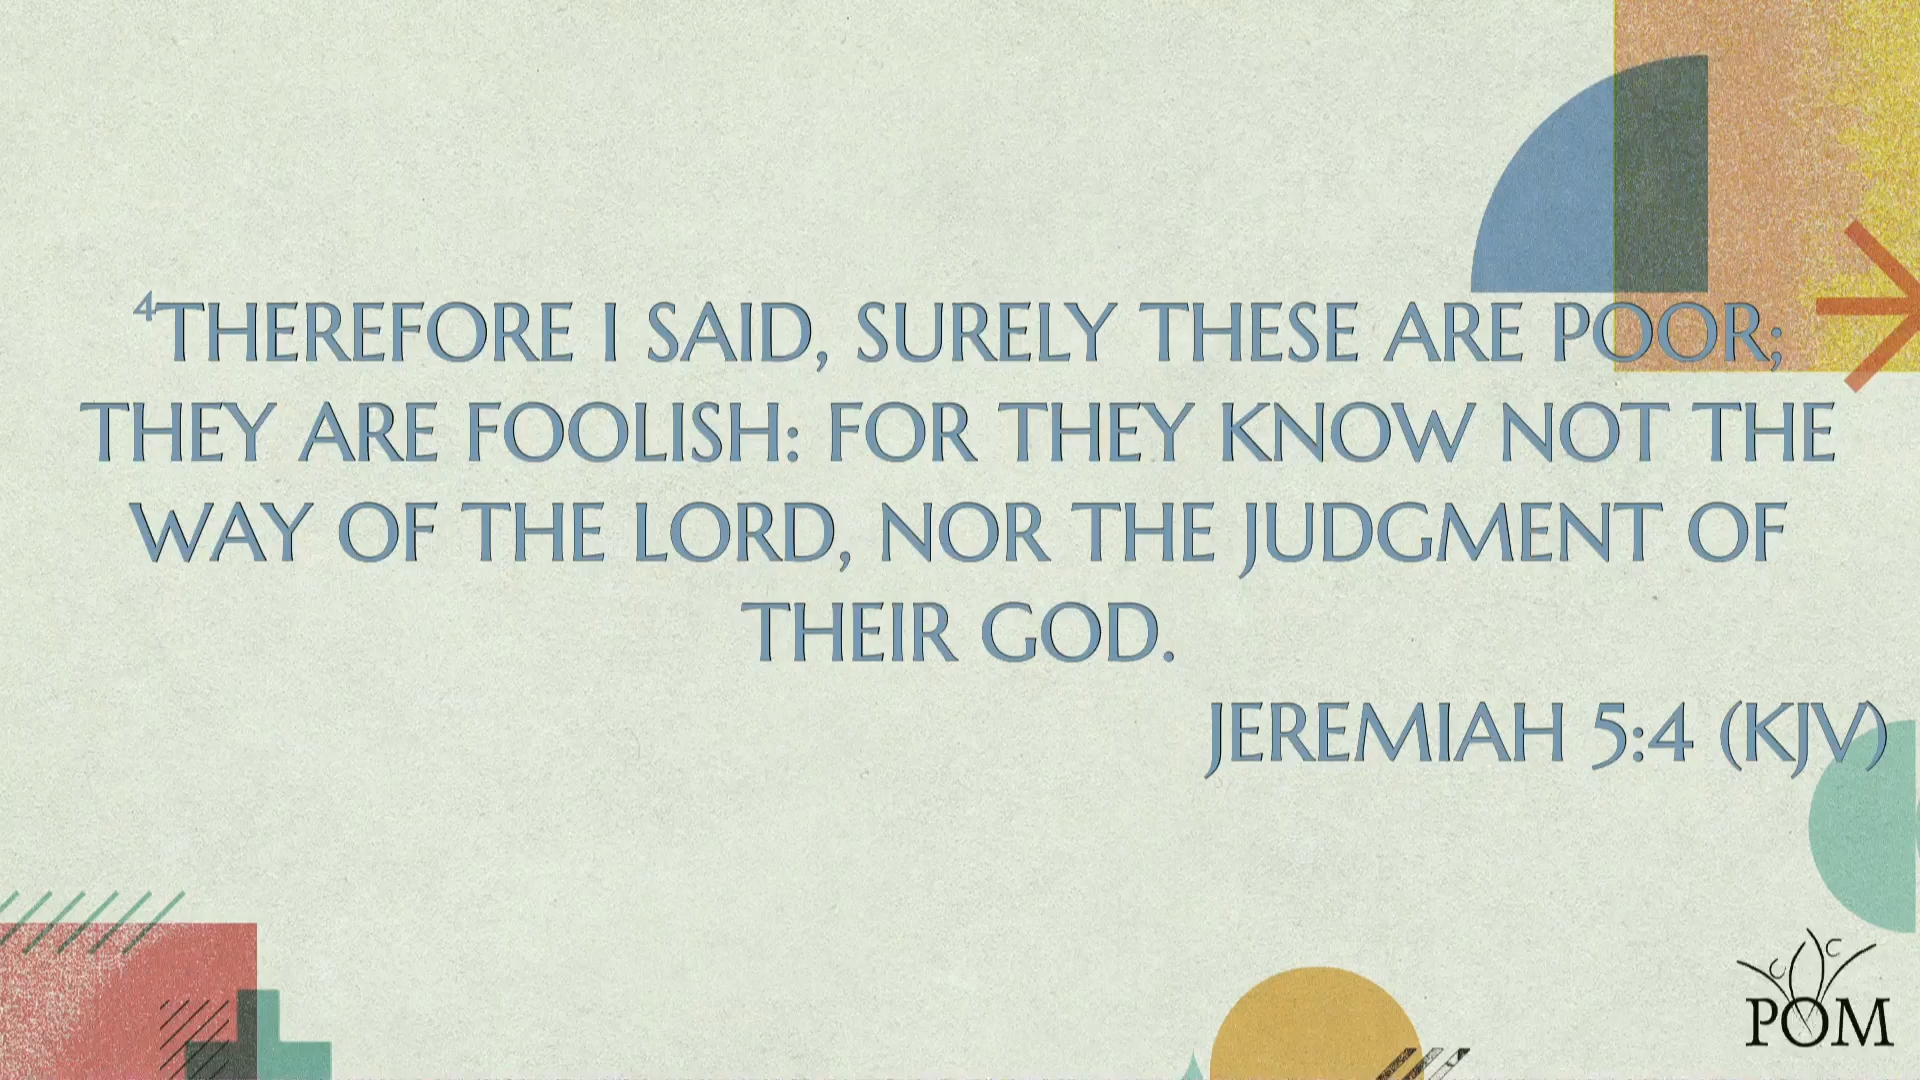 ⁴THEREFORE I SAID, SURELY THESE ARE POOR;
THEY ARE FOOLISH: FOR THEY KNOW NOT THE
WAY OF THE LORD, NOR THE JUDGMENT OF
THEIR GOD.
JEREMIAH 5:4 (KJV)
POM